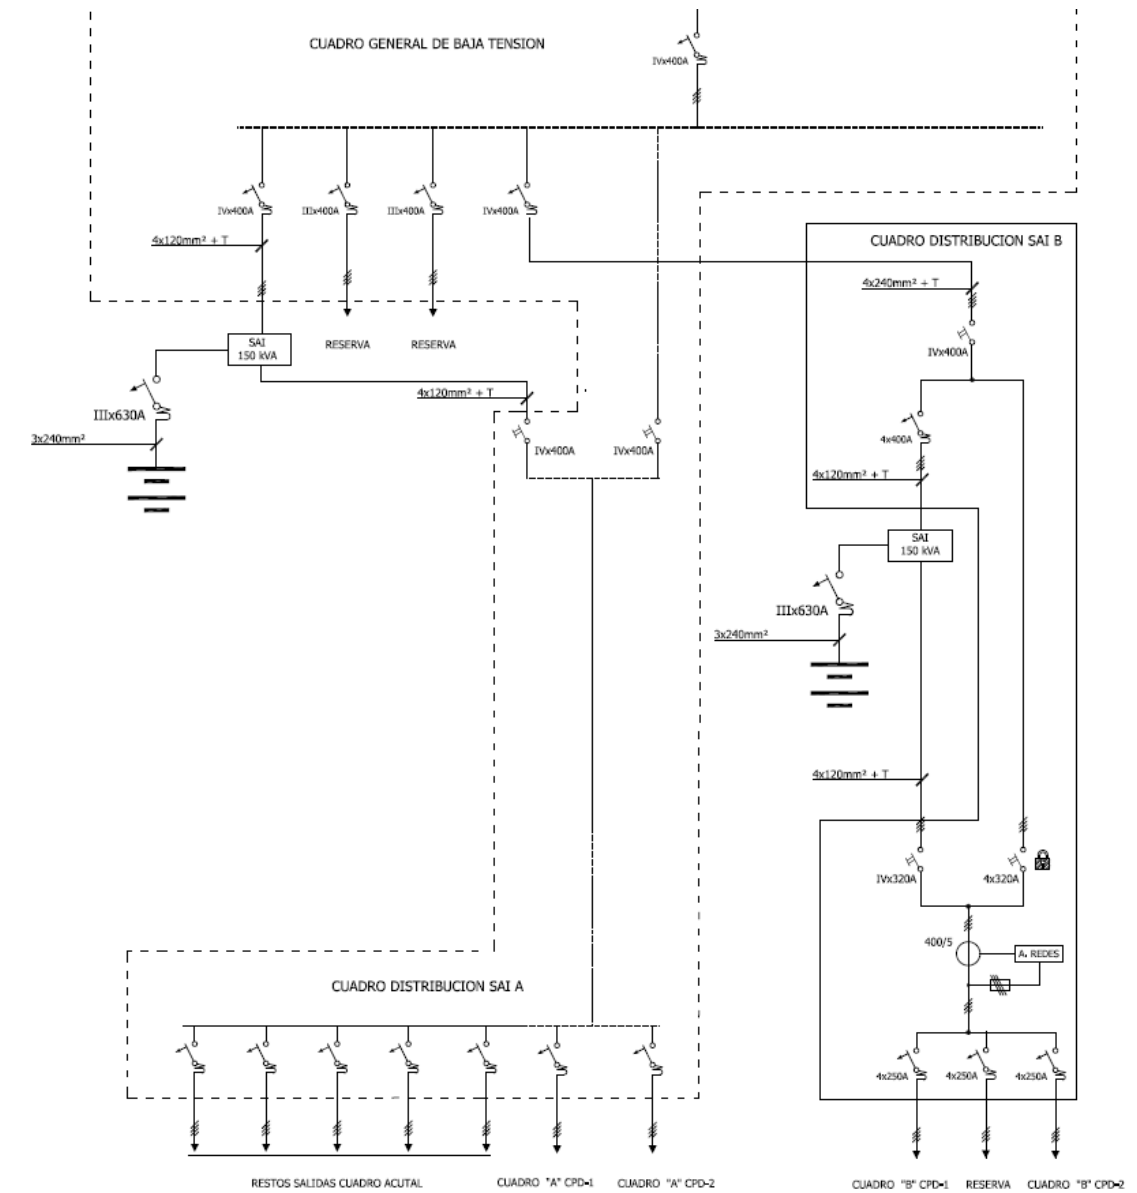 CUADRO GENERAL DE BAJA TENSION
IVx400A
IVx400A
IIIx400A
IIIx400A
IVx400A
4x120mm² + T
CUADRO DISTRIBUCION SAI B
4x240mm² + T
SAI
150 kVA
RESERVA
RESERVA
IVx400A
4x120mm² + T
IIIx630A
3x240mm²
IVx400A
IVx400A
4x400A
4x120mm² + T
SAI
150 kVA
IIIx630A
3x240mm²
4x120mm² + T
IVx320A
4x320A
400/5
A. REDES
CUADRO DISTRIBUCION SAI A
4x250A
4x250A
4x250A
RESTOS SALIDAS CUADRO ACUTAL
CUADRO "A" CPD-1
CUADRO "A" CPD-2
CUADRO "B" CPD-1
RESERVA
CUADRO "B" CPD-2